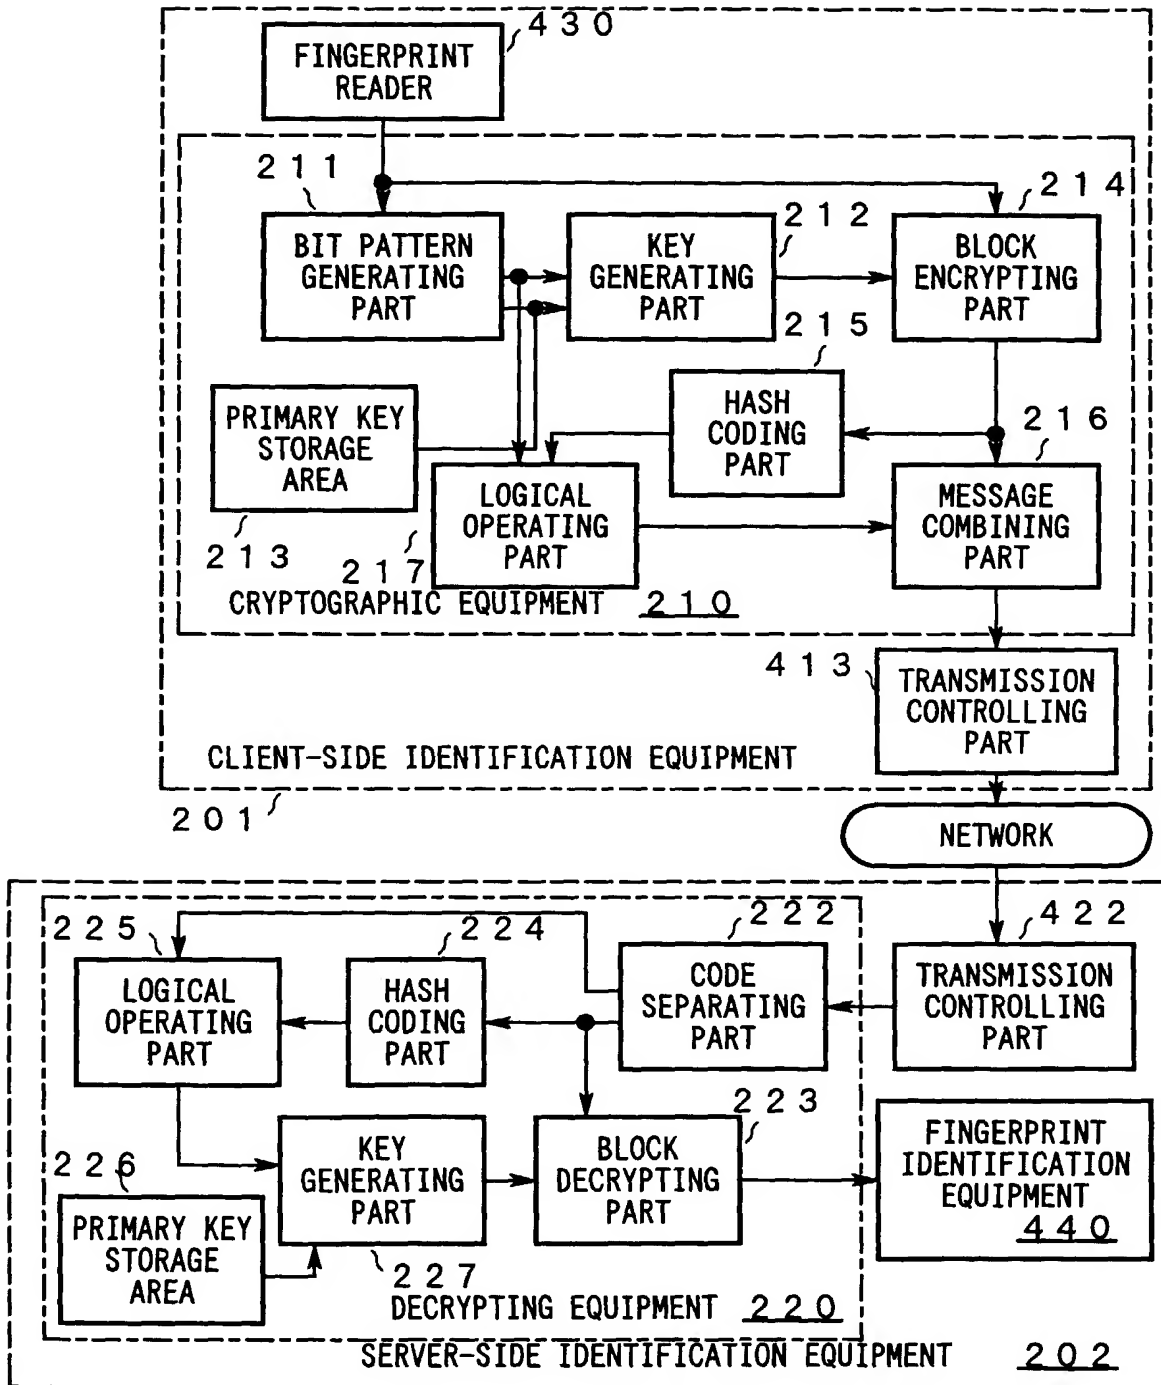 430
FINGERPRINT
READER
211
214
BIT PATTERN
GENERATING
PART
KEY
GENERATING
PART
212
BLOCK
ENCRYPTING
PART
215
PRIMARY KEY
STORAGE
AREA
213
HASH
CODING
PART
216
LOGICAL
OPERATING
PART
217
MESSAGE
COMBINING
PART
CRYPTOGRAPHIC EQUIPMENT 210
413
TRANSMISSION
CONTROLLING
PART
CLIENT-SIDE IDENTIFICATION EQUIPMENT
201
NETWORK
225
224
222
422
LOGICAL
OPERATING
PART
HASH
CODING
PART
CODE
SEPARATING
PART
TRANSMISSION
CONTROLLING
PART
223
226
PRIMARY KEY
STORAGE
AREA
KEY
GENERATING
PART
227
BLOCK
DECRYPTING
PART
FINGERPRINT
IDENTIFICATION
EQUIPMENT
440
DECRYPTING EQUIPMENT 220
SERVER-SIDE IDENTIFICATION EQUIPMENT 202